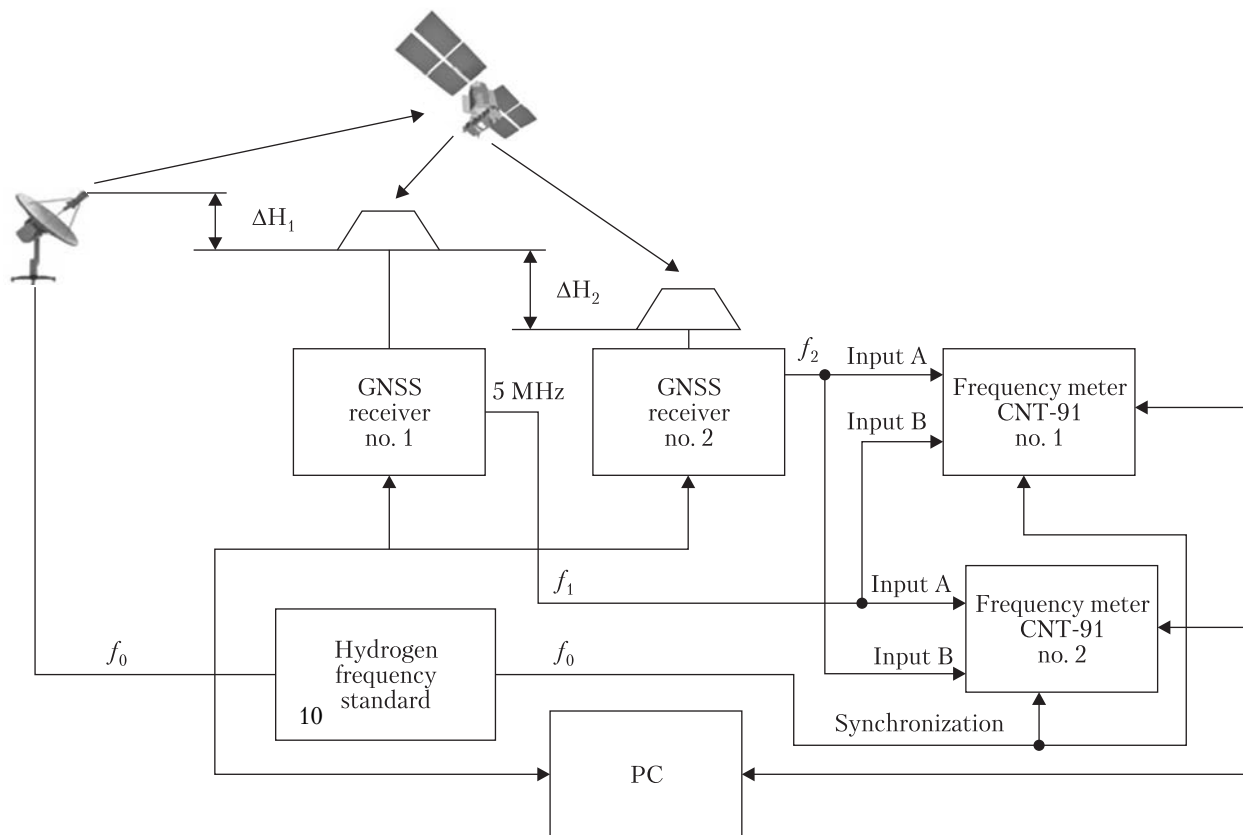 ΔH₁
ΔH₂
GNSS
receiver
no. 1
5 MHz
GNSS
receiver
no. 2
f₂
Input A
Input B
Frequency meter
CNT-91
no. 1
f₁
Input A
Input B
Frequency meter
CNT-91
no. 2
f₀
Hydrogen
frequency
standard
10
f₀
Synchronization
PC